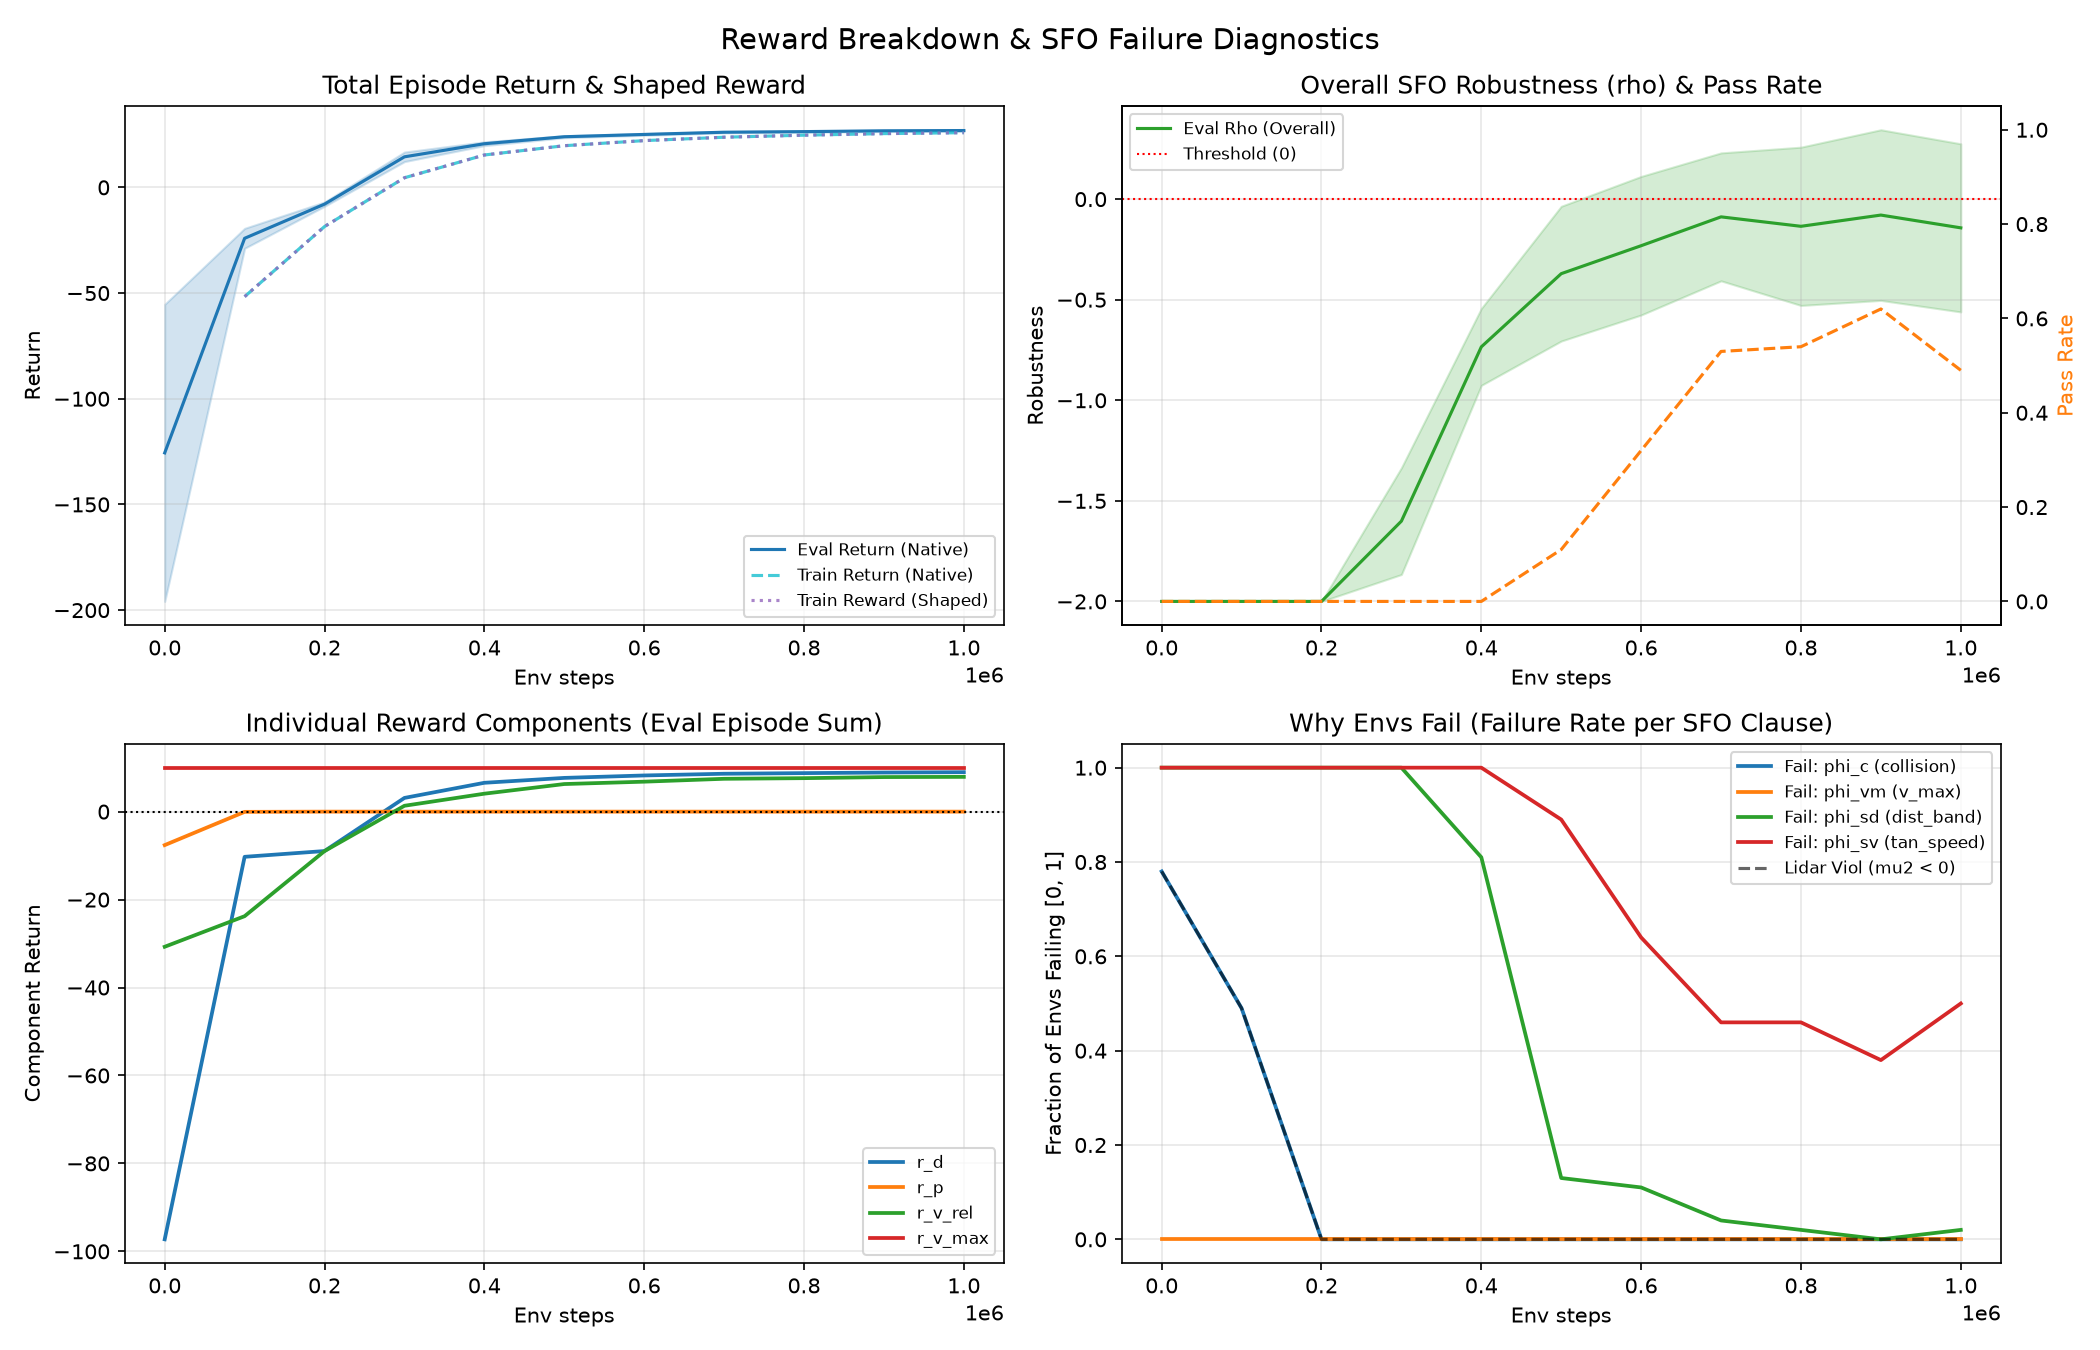 Reward Breakdown & SFO Failure Diagnostics
Total Episode Return & Shaped Reward
Return
0
−50
−100
−150
−200
Eval Return (Native)
Train Return (Native)
Train Reward (Shaped)
0.0 0.2 0.4 0.6 0.8 1.0
1e6
Env steps
Overall SFO Robustness (rho) & Pass Rate
Eval Rho (Overall)
Threshold (0)
Robustness
0.0
−0.5
−1.0
−1.5
−2.0
1.0
0.8
0.6
0.4
0.2
0.0
Pass Rate
0.0 0.2 0.4 0.6 0.8 1.0
1e6
Env steps
Individual Reward Components (Eval Episode Sum)
Component Return
0
−20
−40
−60
−80
−100
r_d
r_p
r_v_rel
r_v_max
0.0 0.2 0.4 0.6 0.8 1.0
1e6
Env steps
Why Envs Fail (Failure Rate per SFO Clause)
Fraction of Envs Failing [0, 1]
1.0
0.8
0.6
0.4
0.2
0.0
Fail: phi_c (collision)
Fail: phi_vm (v_max)
Fail: phi_sd (dist_band)
Fail: phi_sv (tan_speed)
Lidar Viol (mu2 < 0)
0.0 0.2 0.4 0.6 0.8 1.0
1e6
Env steps